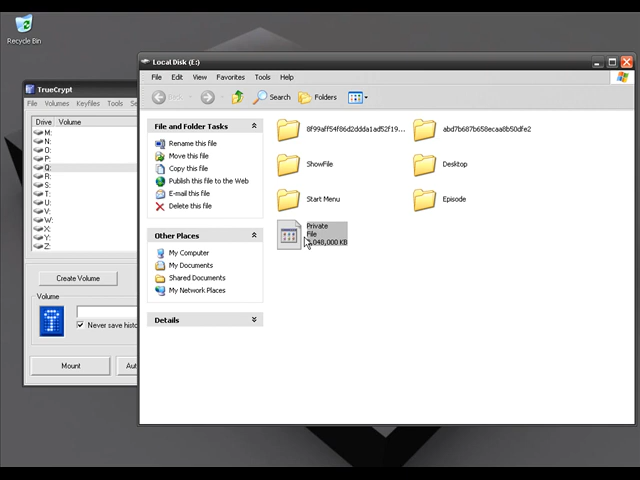 Recycle Bin
Local Disk (E:)
File Edit View Favorites Tools Help
Back
Search
Folders
TrueCrypt
File Volumes Keyfiles Tools
Drive Volume
M:
N:
O:
P:
Q:
R:
S:
T:
U:
V:
W:
X:
Y:
Z:
Create Volume
Volume
Never save histo
Mount
Aut
File and Folder Tasks
Rename this file
Move this file
Copy this file
Publish this file to the Web
E-mail this file
Delete this file
Other Places
My Computer
My Documents
Shared Documents
My Network Places
Details
8f99aff54f86d2ddda1ad52f19...
abd7b687b658ecaa8b50dfe2
ShowFile
Desktop
Start Menu
Episode
Private
File
,048,000 KB